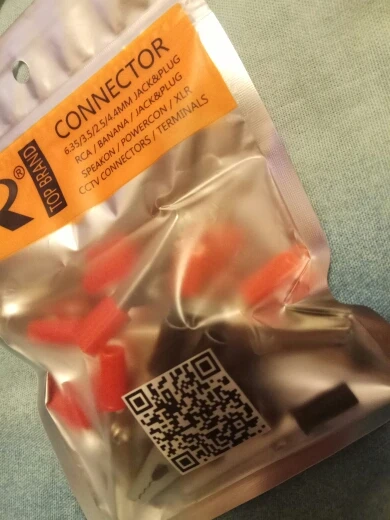 CONNECTOR
6.35/3.5/2.5/4.4MM JACK&PLUG
RCA / BANANA / JACK&PLUG
SPEAKON / POWERCON / XLR
CCTV CONNECTORS / TERMINALS
R®
TOP BRAND